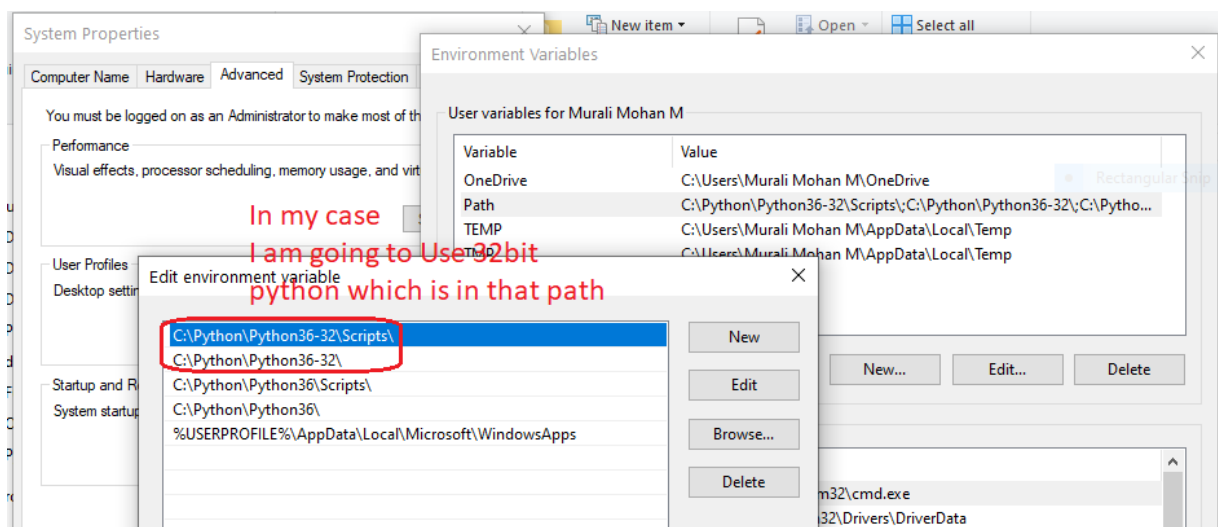 New item
Open
Select all
System Properties
Environment Variables
Computer Name
Hardware
Advanced
System Protection
You must be logged on as an Administrator to make most of th
Performance
Visual effects, processor scheduling, memory usage, and virt
User variables for Murali Mohan M
Variable Value
OneDrive C:\Users\Murali Mohan M\OneDrive
Path C:\Python\Python36-32\Scripts\;C:\Python\Python36-32\;C:\Pytho...
TEMP C:\Users\Murali Mohan M\AppData\Local\Temp
TMP C:\Users\Murali Mohan M\AppData\Local\Temp
Rectangular Snip
In my case
I am going to Use 32bit
python which is in that path
User Profiles
Desktop settin
Edit environment variable
C:\Python\Python36-32\Scripts\
C:\Python\Python36-32\
C:\Python\Python36\Scripts\
C:\Python\Python36\
%USERPROFILE%\AppData\Local\Microsoft\WindowsApps
New
Edit
Browse...
Delete
New...
Edit...
Delete
Startup and R
System startup
m32\cmd.exe
32\Drivers\DriverData